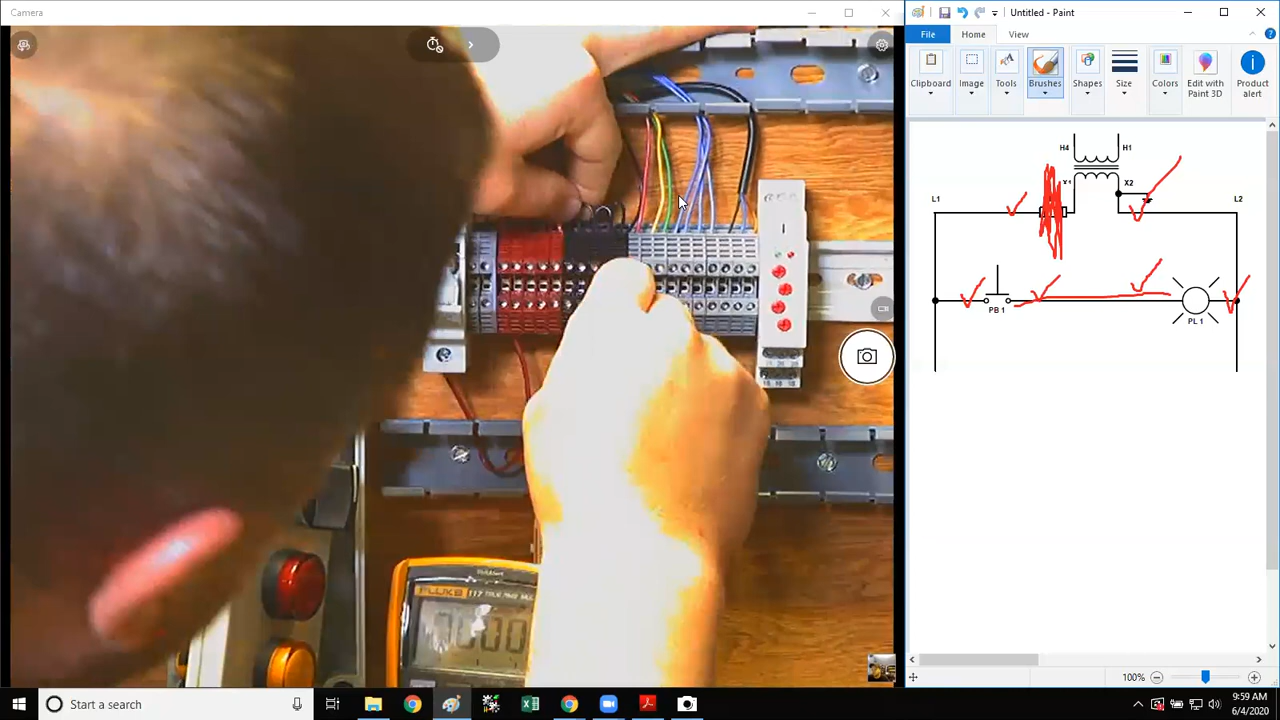 Camera
Untitled - Paint
File
Home
View
Clipboard
Image
Tools
Brushes
Shapes
Size
Colors
Edit with
Paint 3D
Product
alert
H4
H1
X2
L1
L2
PB 1
PL 1
FLUKE
117 TRUE RMS
100%
Start a search
9:59 AM
6/4/2020